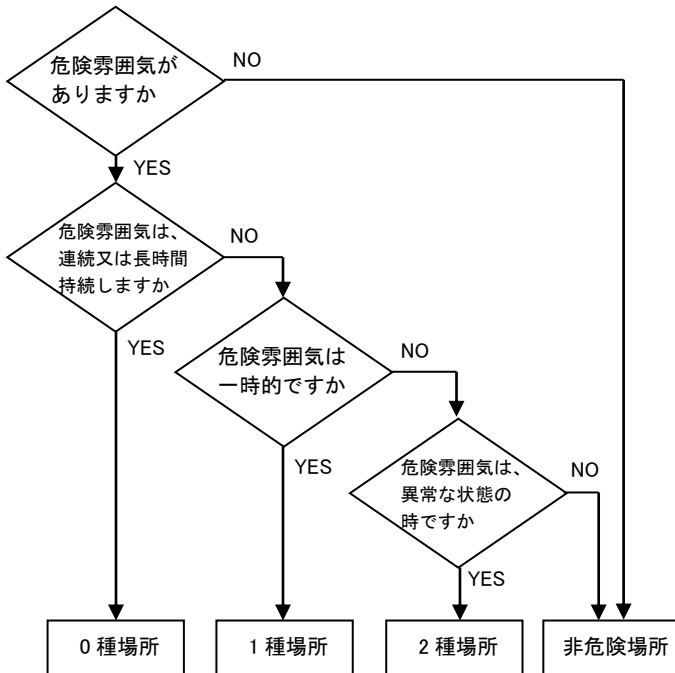 危険雰囲気が
ありますか
NO
YES
危険雰囲気は、
連続又は長時間
持続しますか
NO
YES
危険雰囲気は
一時的ですか
NO
YES
危険雰囲気は、
異常な状態の
時ですか
NO
YES
0 種場所
1 種場所
2 種場所
非危険場所